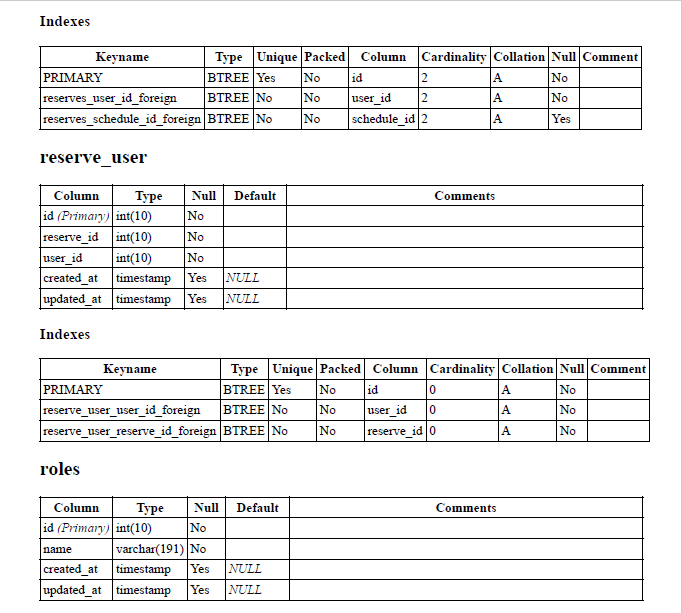 Indexes
Keyname Type Unique Packed Column Cardinality Collation Null Comment
PRIMARY BTREE Yes No id 2 A No
reserves_user_id_foreign BTREE No No user_id 2 A No
reserves_schedule_id_foreign BTREE No No schedule_id 2 A Yes
reserve_user
Column Type Null Default Comments
id (Primary) int(10) No
reserve_id int(10) No
user_id int(10) No
created_at timestamp Yes NULL
updated_at timestamp Yes NULL
Indexes
Keyname Type Unique Packed Column Cardinality Collation Null Comment
PRIMARY BTREE Yes No id 0 A No
reserve_user_user_id_foreign BTREE No No user_id 0 A No
reserve_user_reserve_id_foreign BTREE No No reserve_id 0 A No
roles
Column Type Null Default Comments
id (Primary) int(10) No
name varchar(191) No
created_at timestamp Yes NULL
updated_at timestamp Yes NULL